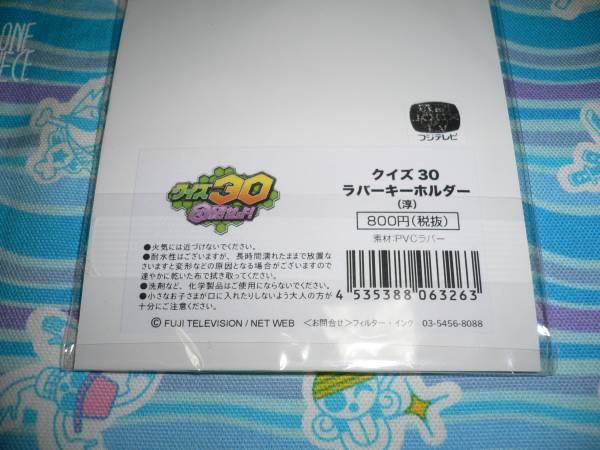 ONE
PIECE
フジテレビ
クイズ30
クイズ 30
ラバーキーホルダー
(淳)
800円(税抜)
素材:PVCラバー
●火気には近づけないでください。
●耐水性はございますが、長時間濡れたままで放置な
さいますと変形などの原因となる場合がございますので
速やかに乾いた布で拭き取ってください。
●洗剤など、化学製品はご使用にならないでください。
●小さなお子さまが口に入れたりしないよう大人の方が
十分にご注意ください。
4 535388 063263
© FUJI TELEVISION / NET WEB <お問合せ>フィルター・インク 03-5456-8088